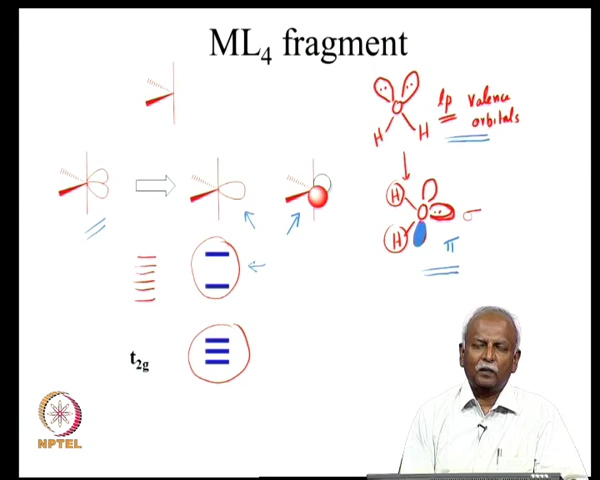 ML₄ fragment
lp valence
orbitals
H H
H
σ
H
π
t₂g
NPTEL